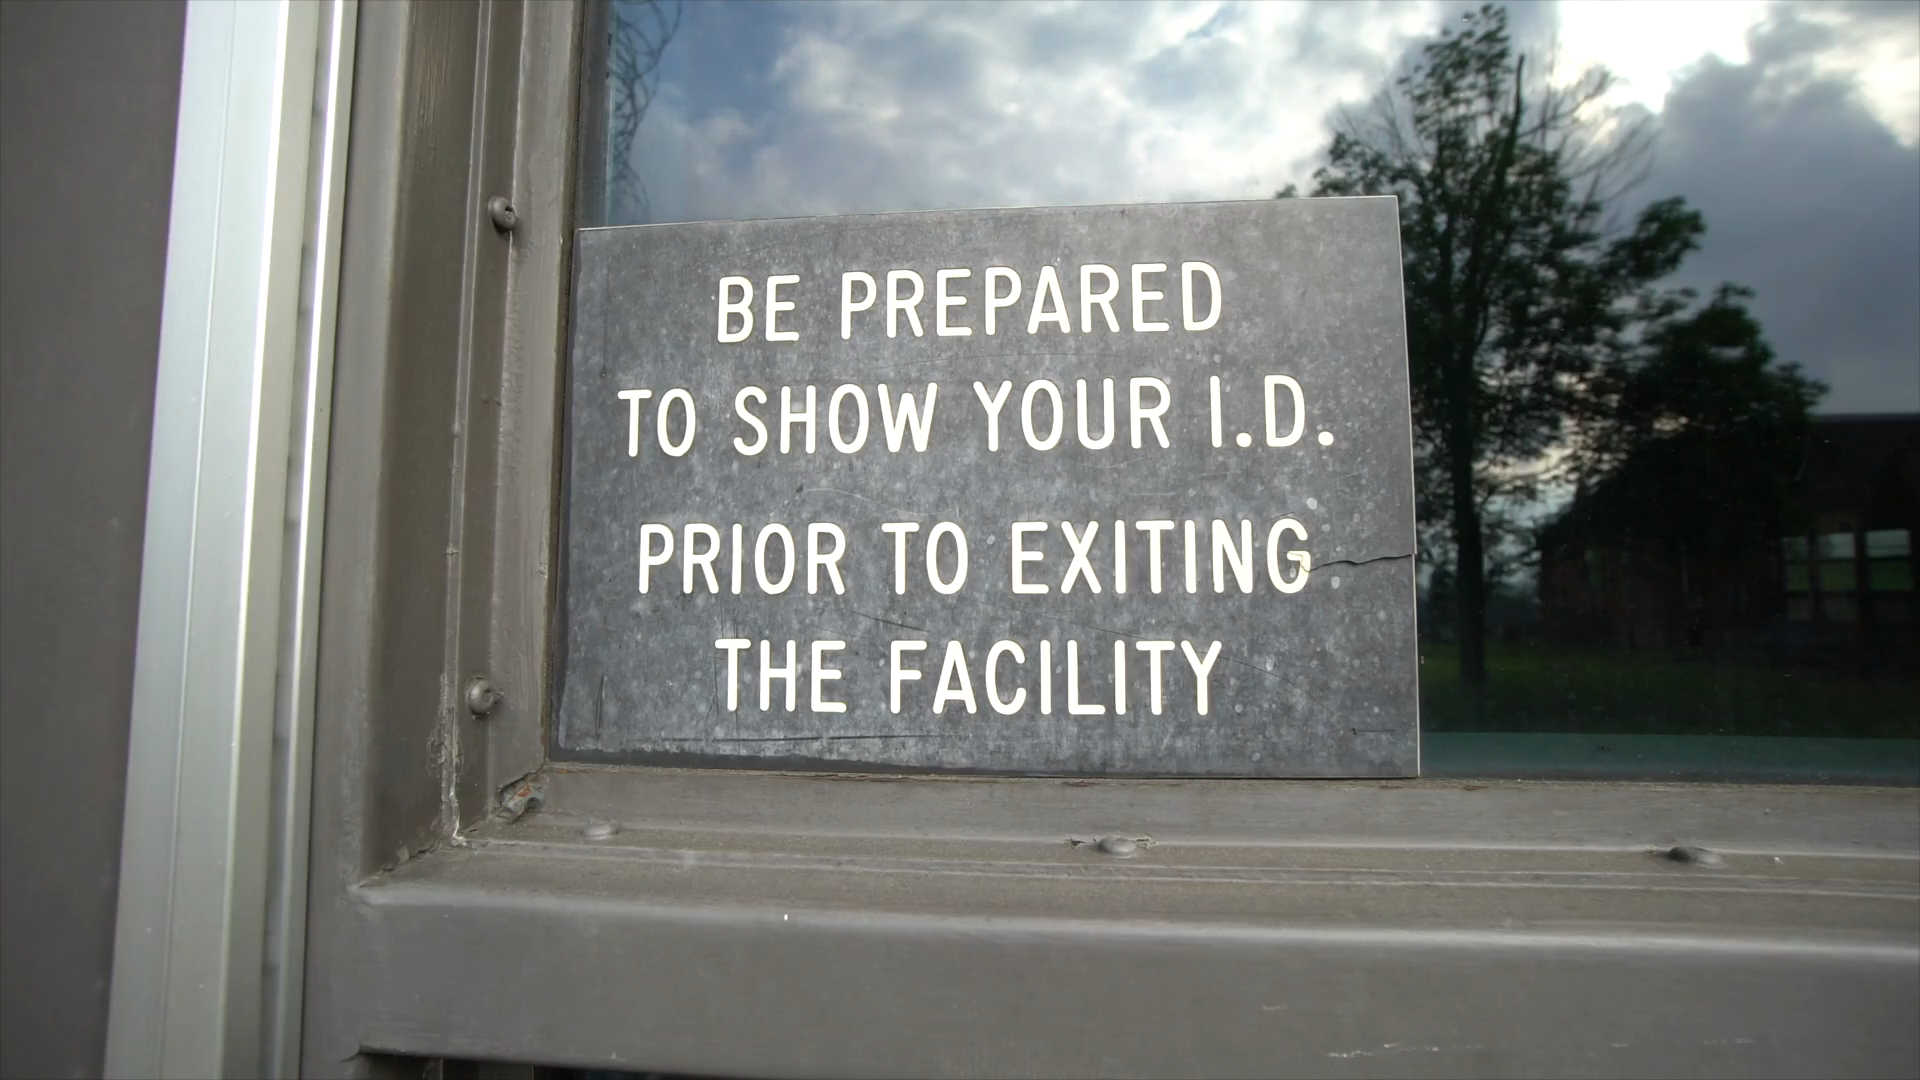 BE PREPARED
TO SHOW YOUR I.D.
PRIOR TO EXITING
THE FACILITY